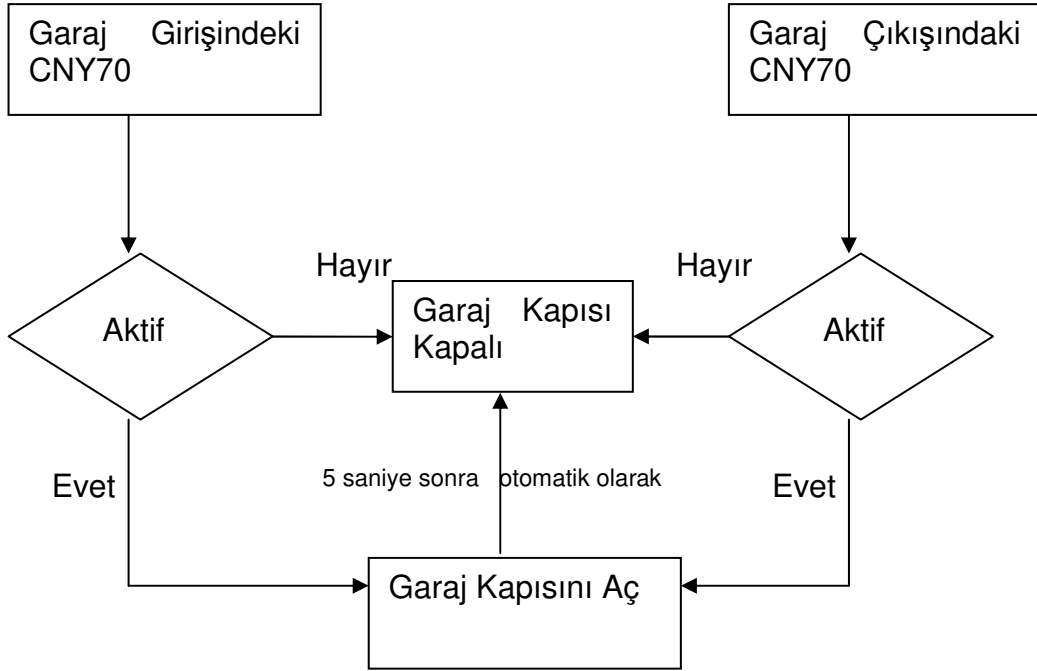 Garaj Girişindeki
CNY70
Garaj Çıkışındaki
CNY70
Hayır
Hayır
Aktif
Garaj Kapısı
Kapalı
Aktif
Evet
5 saniye sonra otomatik olarak
Evet
Garaj Kapısını Aç